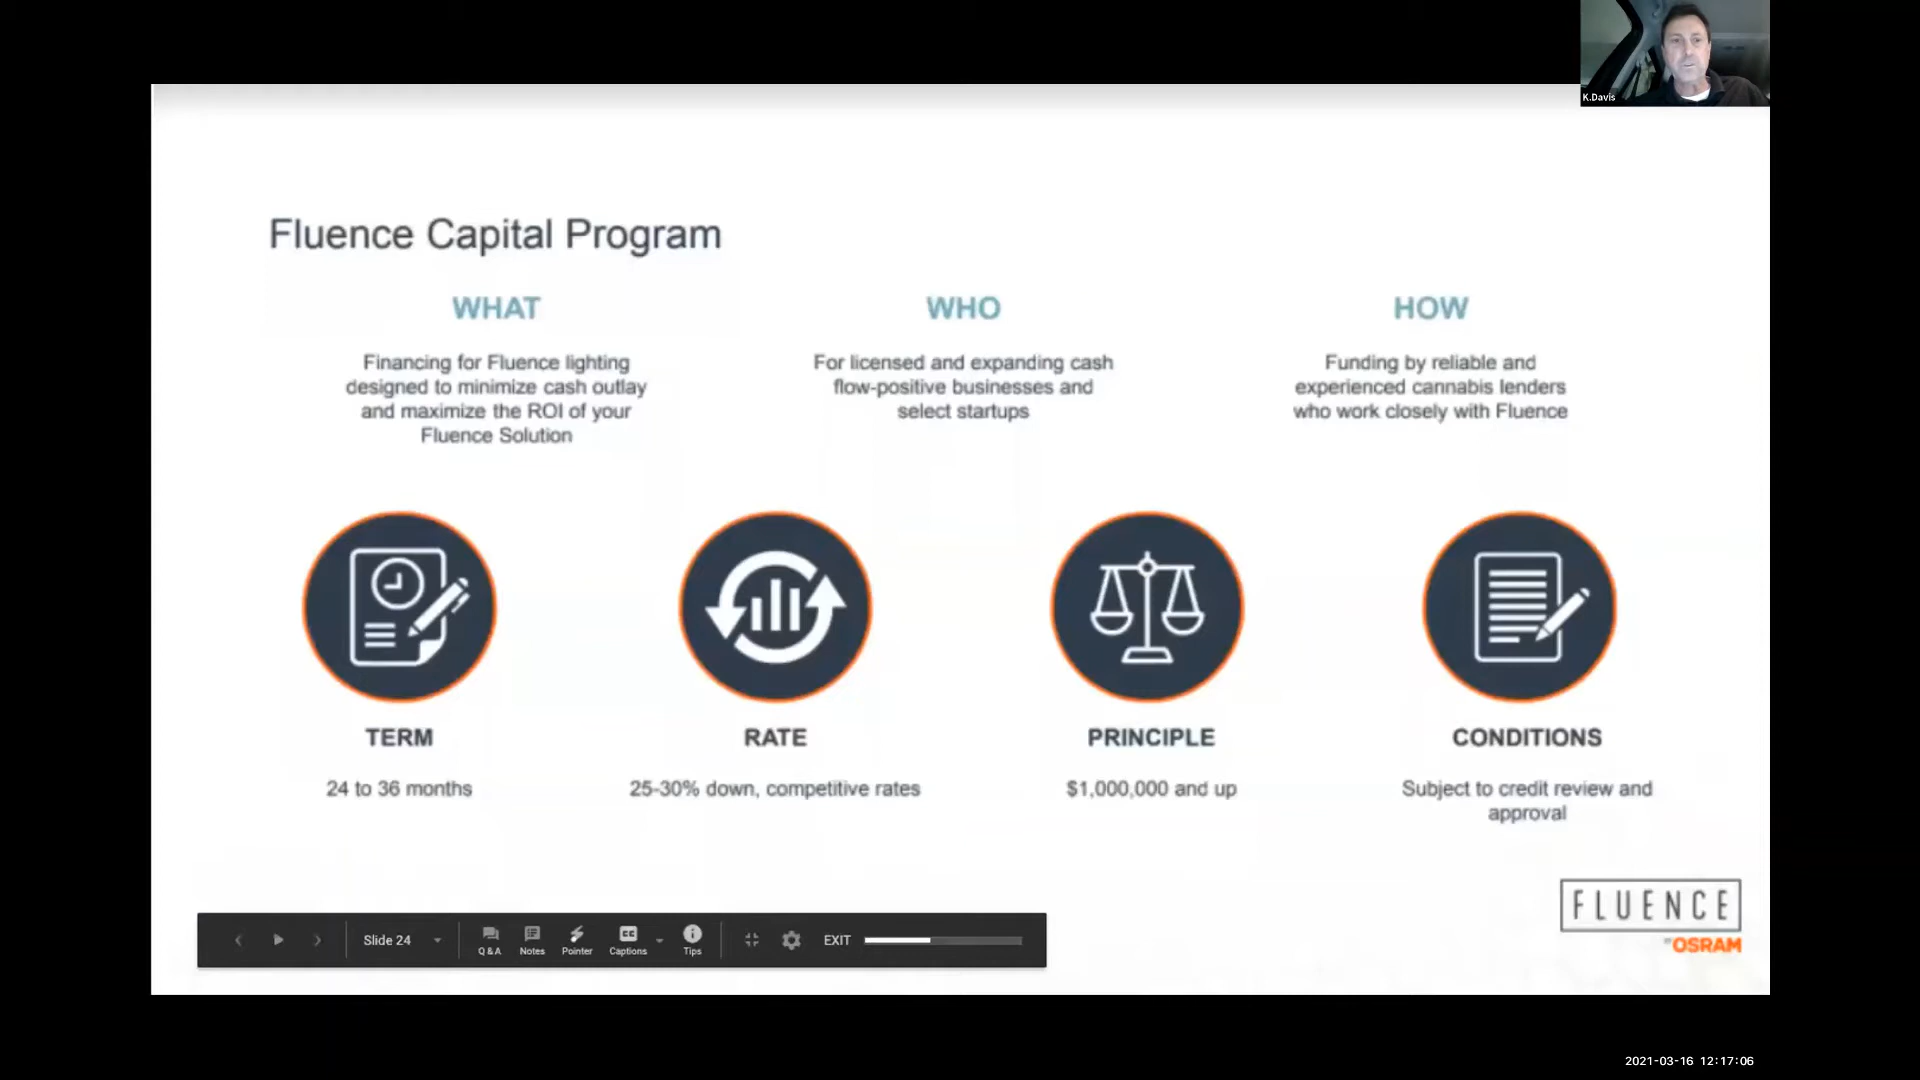 K.Davis
Fluence Capital Program
WHAT
Financing for Fluence lighting
designed to minimize cash outlay
and maximize the ROI of your
Fluence Solution
WHO
For licensed and expanding cash
flow-positive businesses and
select startups
HOW
Funding by reliable and
experienced cannabis lenders
who work closely with Fluence
TERM
24 to 36 months
RATE
25-30% down, competitive rates
PRINCIPLE
$1,000,000 and up
CONDITIONS
Subject to credit review and
approval
FLUENCE
OSRAM
Slide 24
Q&A
Notes
CC
Pointer
Captions
Tips
EXIT
2021-03-16 12:17:06